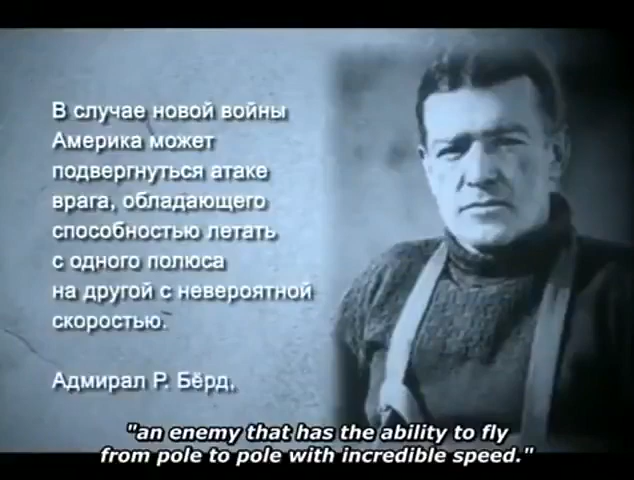 В случае новой войны
Америка может
подвергнуться атаке
врага, обладающего
способностью летать
с одного полюса
на другой с невероятной
скоростью.
Адмирал Р. Бёрд.
"an enemy that has the ability to fly
from pole to pole with incredible speed."